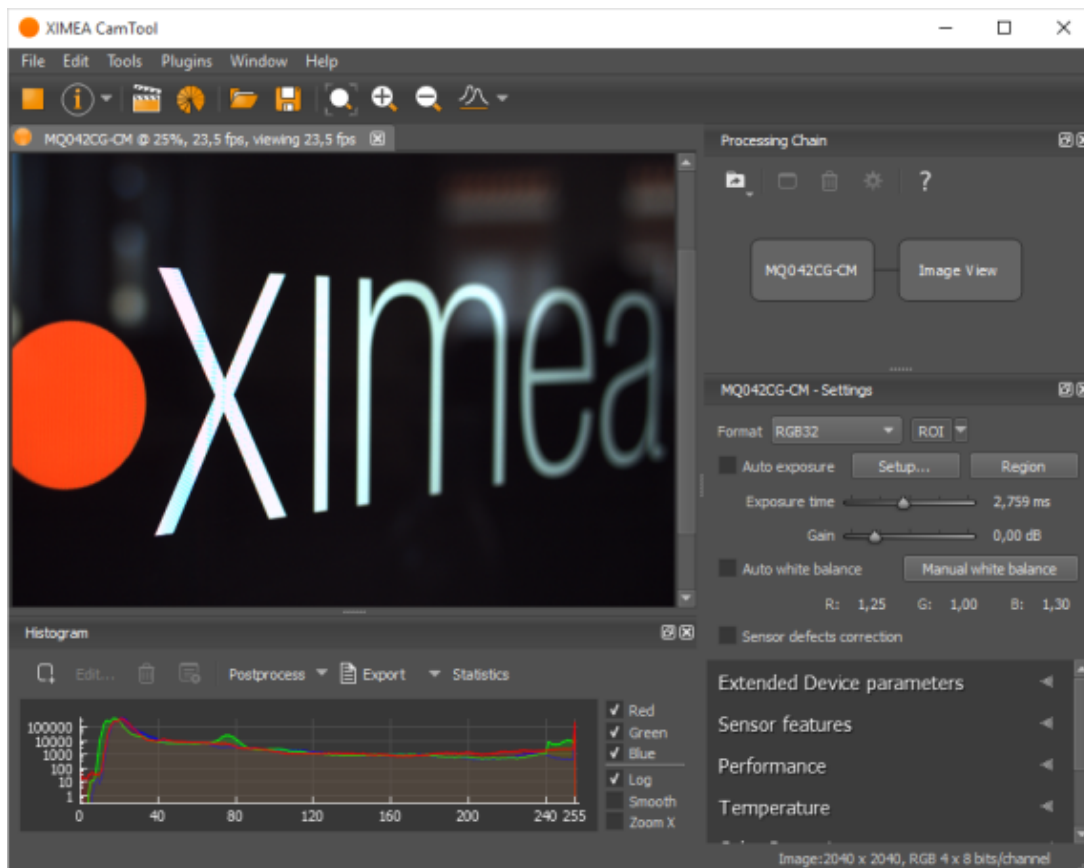 XIMEA CamTool
File Edit Tools Plugins Window Help
MQ042CG-CM @ 25%, 23,5 fps, viewing 23,5 fps
ximea
Processing Chain
MQ042CG-CM
Image View
MQ042CG-CM - Settings
Format RGB32 ROI
Auto exposure Setup... Region
Exposure time 2,759 ms
Gain 0,00 dB
Auto white balance Manual white balance
R: 1,25 G: 1,00 B: 1,30
Sensor defects correction
Extended Device parameters
Sensor features
Performance
Temperature
Histogram
Edit... Postprocess Export Statistics
100000
10000
1000
100
10
1
0 40 80 120 160 200 240 255
Red
Green
Blue
Log
Smooth
Zoom X
Image:2040 x 2040, RGB 4 x 8 bits/channel